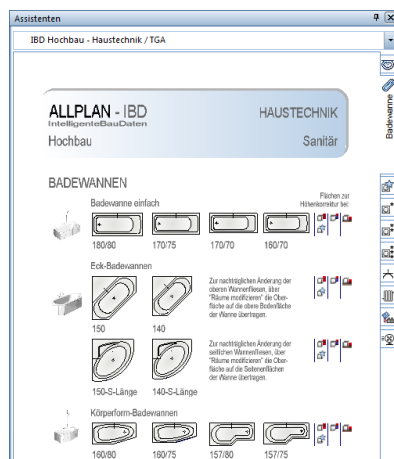 Assistenten
IBD Hochbau - Haustechnik / TGA
Badewanne
ALLPLAN - IBD
IntelligenteBauDaten
HAUSTECHNIK
Hochbau
Sanitär
BADEWANNEN
Badewanne einfach
Flächen zur
Höhenkorrektur bei:
180/80 170/75 170/70 160/70
Eck-Badewannen
Zur nachträglichen Änderung der
oberen Wannenfliesen, über
"Räume modifizieren" die Ober-
fläche auf die obere Bodenfläche
der Wanne übertragen.
150 140
Zur nachträglichen Änderung der
seitlichen Wannenfliesen, über
"Räume modifizieren" die Ober-
fläche auf die Seitenflächen
der Wanne übertragen.
150-S-Länge 140-S-Länge
Körperform-Badewannen
160/80 160/75 157/80 157/75